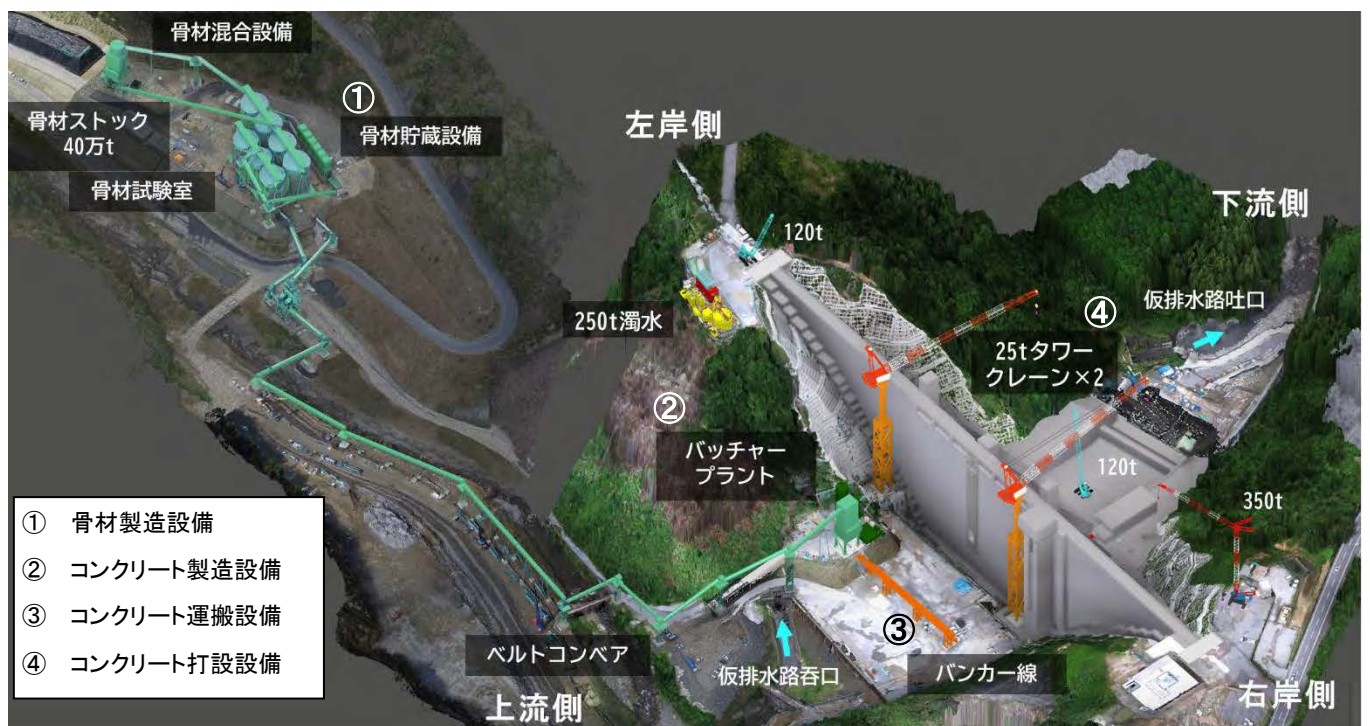 骨材混合設備
①
骨材ストック
40万t
骨材貯蔵設備
骨材試験室
左岸側
下流側
120t
250t濁水
④
仮排水路吐口
25tタワー
クレーン×2
②
バッチャー
プラント
120t
350t
① 骨材製造設備
② コンクリート製造設備
③ コンクリート運搬設備
④ コンクリート打設設備
③
ベルトコンベア
仮排水路呑口
バンカー線
上流側
右岸側